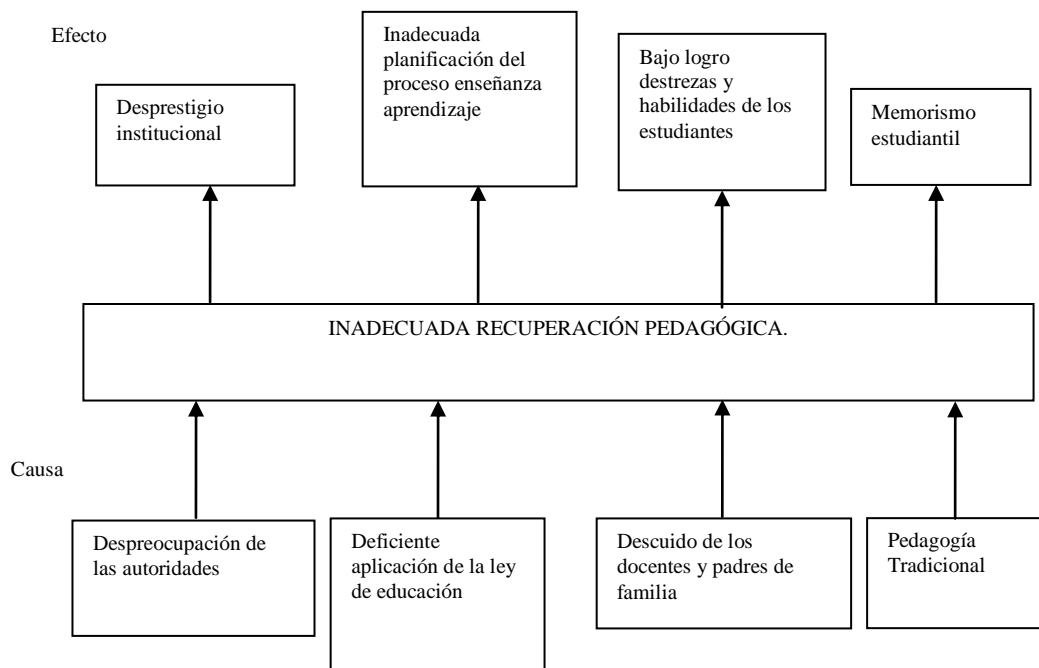 Efecto
Desprestigio
institucional
Inadecuada
planificación del
proceso enseñanza
aprendizaje
Bajo logro
destrezas y
habilidades de los
estudiantes
Memorismo
estudiantil
INADECUADA RECUPERACIÓN PEDAGÓGICA.
Causa
Despreocupación de
las autoridades
Deficiente
aplicación de la ley
de educación
Descuido de los
docentes y padres de
familia
Pedagogía
Tradicional